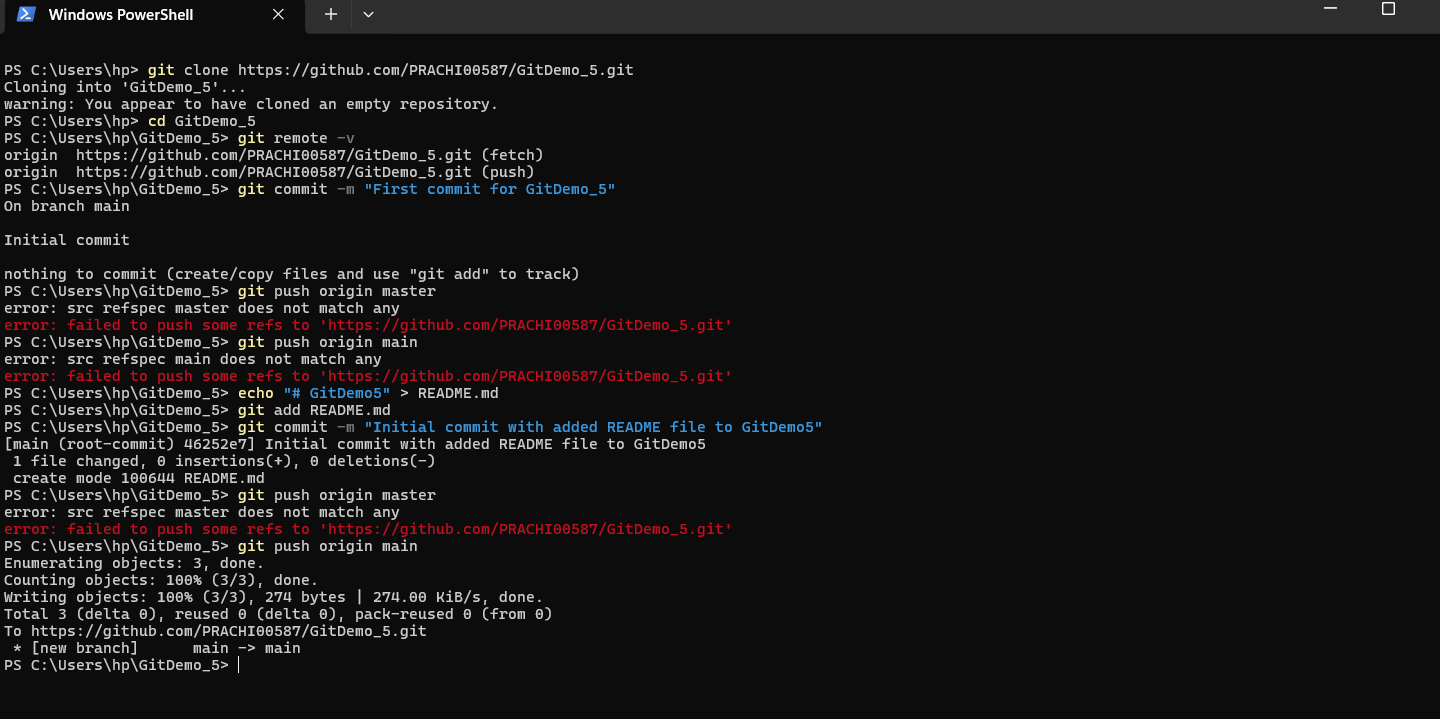 Windows PowerShell
PS C:\Users\hp> git clone https://github.com/PRACHI00587/GitDemo_5.git
Cloning into 'GitDemo_5'...
warning: You appear to have cloned an empty repository.
PS C:\Users\hp> cd GitDemo_5
PS C:\Users\hp\GitDemo_5> git remote -v
origin  https://github.com/PRACHI00587/GitDemo_5.git (fetch)
origin  https://github.com/PRACHI00587/GitDemo_5.git (push)
PS C:\Users\hp\GitDemo_5> git commit -m "First commit for GitDemo_5"
On branch main

Initial commit

nothing to commit (create/copy files and use "git add" to track)
PS C:\Users\hp\GitDemo_5> git push origin master
error: src refspec master does not match any
error: failed to push some refs to 'https://github.com/PRACHI00587/GitDemo_5.git'
PS C:\Users\hp\GitDemo_5> git push origin main
error: src refspec main does not match any
error: failed to push some refs to 'https://github.com/PRACHI00587/GitDemo_5.git'
PS C:\Users\hp\GitDemo_5> echo "# GitDemo5" > README.md
PS C:\Users\hp\GitDemo_5> git add README.md
PS C:\Users\hp\GitDemo_5> git commit -m "Initial commit with added README file to GitDemo5"
[main (root-commit) 46252e7] Initial commit with added README file to GitDemo5
 1 file changed, 0 insertions(+), 0 deletions(-)
 create mode 100644 README.md
PS C:\Users\hp\GitDemo_5> git push origin master
error: src refspec master does not match any
error: failed to push some refs to 'https://github.com/PRACHI00587/GitDemo_5.git'
PS C:\Users\hp\GitDemo_5> git push origin main
Enumerating objects: 3, done.
Counting objects: 100% (3/3), done.
Writing objects: 100% (3/3), 274 bytes | 274.00 KiB/s, done.
Total 3 (delta 0), reused 0 (delta 0), pack-reused 0 (from 0)
To https://github.com/PRACHI00587/GitDemo_5.git
 * [new branch]      main -> main
PS C:\Users\hp\GitDemo_5>